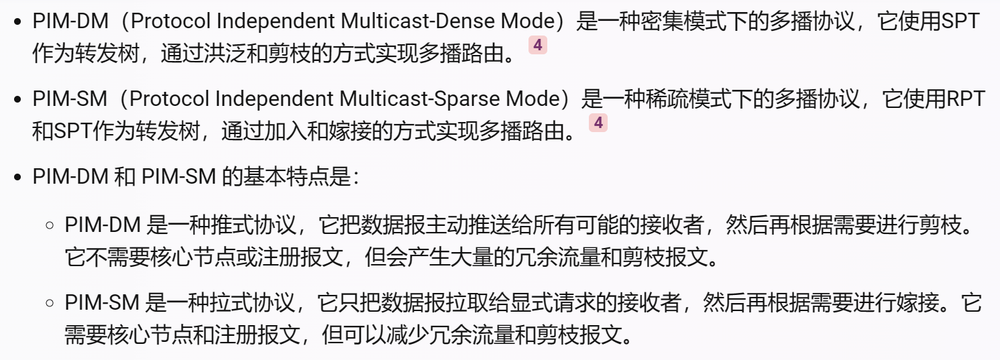 • PIM-DM（Protocol Independent Multicast-Dense Mode）是一种密集模式下的多播协议，它使用SPT
作为转发树，通过洪泛和剪枝的方式实现多播路由。 4
• PIM-SM（Protocol Independent Multicast-Sparse Mode）是一种稀疏模式下的多播协议，它使用RPT
和SPT作为转发树，通过加入和嫁接的方式实现多播路由。 4
• PIM-DM 和 PIM-SM 的基本特点是：
○ PIM-DM 是一种推式协议，它把数据报主动推送给所有可能的接收者，然后再根据需要进行剪枝。
它不需要核心节点或注册报文，但会产生大量的冗余流量和剪枝报文。
○ PIM-SM 是一种拉式协议，它只把数据报拉取给显式请求的接收者，然后再根据需要进行嫁接。它
需要核心节点和注册报文，但可以减少冗余流量和剪枝报文。